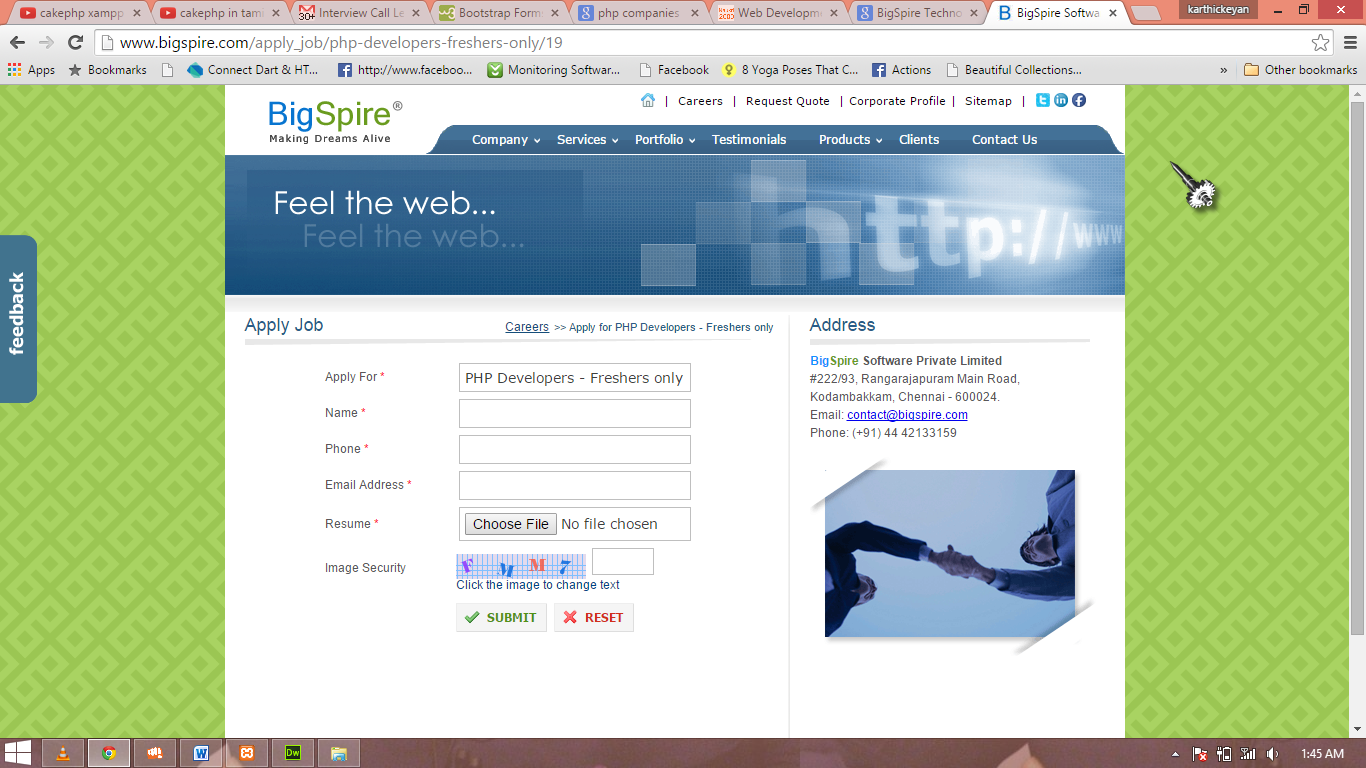 cakephp xampp
cakephp in tami
30+ Interview Call Le
w3 Bootstrap Form
g php companies
Web Developme
g BigSpire Techno
B BigSpire Softwa
karthickeyan
www.bigspire.com/apply_job/php-developers-freshers-only/19
Apps Bookmarks Connect Dart & HT... http://www.faceboo... Monitoring Softwar... Facebook 8 Yoga Poses That C... Actions Beautiful Collections... » Other bookmarks
BigSpire®
Making Dreams Alive
| Careers | Request Quote | Corporate Profile | Sitemap |
Company Services Portfolio Testimonials Products Clients Contact Us
Feel the web...
Feel the web...
http://www
feedback
Apply Job
Careers >> Apply for PHP Developers - Freshers only
Apply For * PHP Developers - Freshers only
Name *
Phone *
Email Address *
Resume * Choose File No file chosen
Image Security F M M 7
Click the image to change text
SUBMIT RESET
Address
BigSpire Software Private Limited
#222/93, Rangarajapuram Main Road,
Kodambakkam, Chennai - 600024.
Email: contact@bigspire.com
Phone: (+91) 44 42133159
Dw
1:45 AM